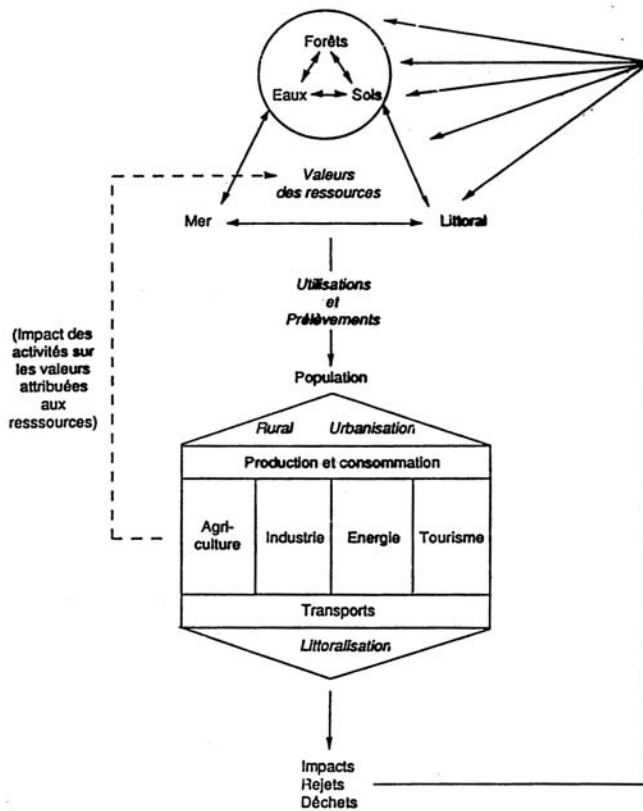 Forêts
Eaux Sols
Valeurs
des ressources
Mer Littoral
Utilisations
et
Prélèvements
(Impact des
activités sur
les valeurs
attribuées
aux
resssources)
Population
Rural Urbanisation
Production et consommation
Agri-
culture
Industrie
Energie
Tourisme
Transports
Littoralisation
Impacts
Rejets
Déchets